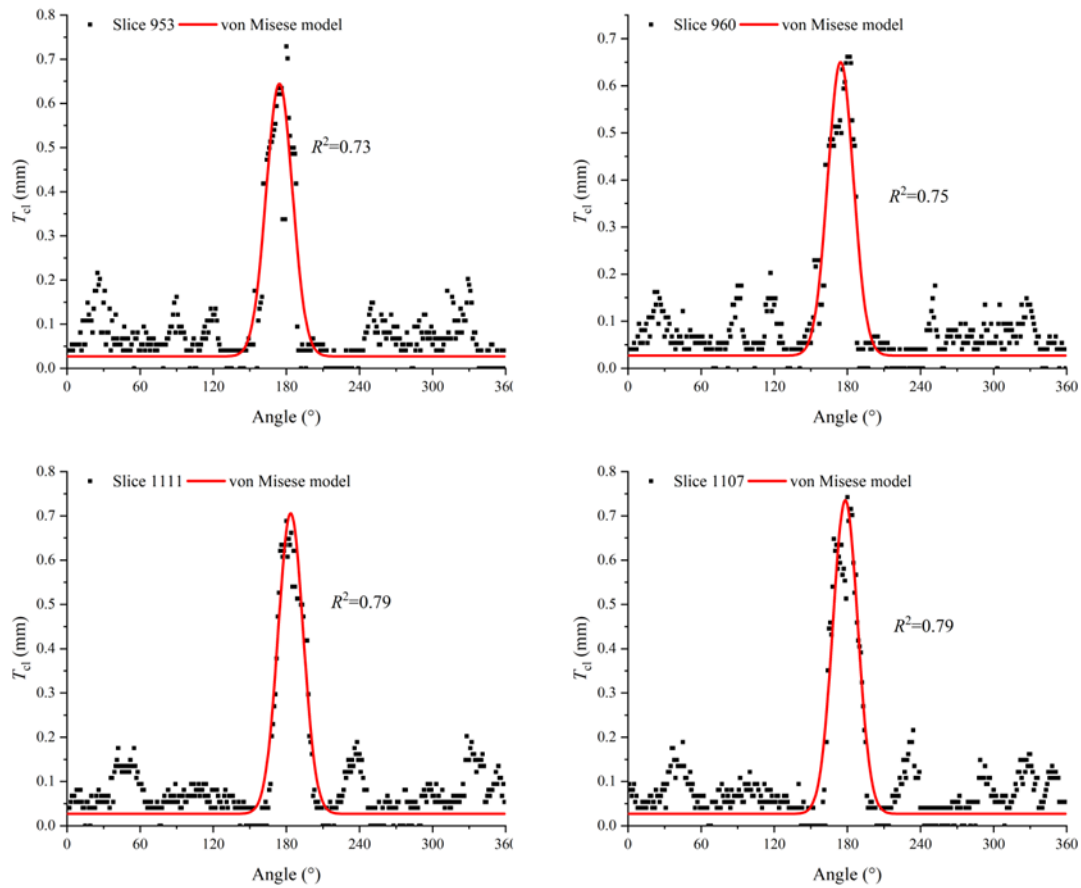 Slice 953 von Misese model
0.8
0.7
0.6
0.5
0.4
0.3
0.2
0.1
0.0
T_cl (mm)
R²=0.73
0 60 120 180 240 300 360
Angle (°)
Slice 960 von Misese model
0.7
0.6
0.5
0.4
0.3
0.2
0.1
0.0
T_cl (mm)
R²=0.75
0 60 120 180 240 300 360
Angle (°)
Slice 1111 von Misese model
0.8
0.7
0.6
0.5
0.4
0.3
0.2
0.1
0.0
T_cl (mm)
R²=0.79
0 60 120 180 240 300 360
Angle (°)
Slice 1107 von Misese model
0.8
0.7
0.6
0.5
0.4
0.3
0.2
0.1
0.0
T_cl (mm)
R²=0.79
0 60 120 180 240 300 360
Angle (°)